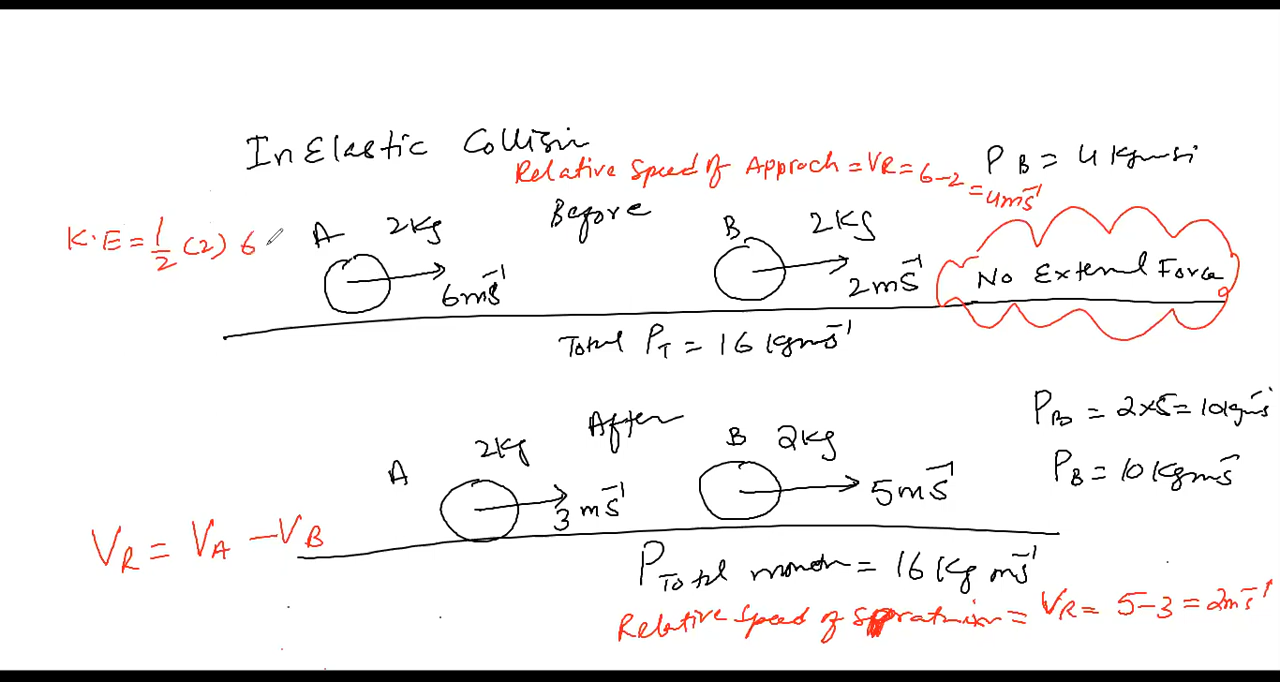 InElastic Collision
Relative Speed of Approch = VR = 6-2
= 4ms⁻¹
PB = 4 Kgms⁻¹
Before
K.E = 1/2 (2) 6
A 2Kg
6ms⁻¹
B 2Kg
2ms⁻¹
No External Force
Total PT = 16 Kgms⁻¹
After
PB = 2×5 = 10kgms⁻¹
PB = 10 Kgms⁻¹
A 2Kg
3 ms⁻¹
B 2Kg
5ms⁻¹
VR = VA - VB
PTotal = 16 Kg ms⁻¹
Relative Speed of = VR = 5-3 = 2ms⁻¹